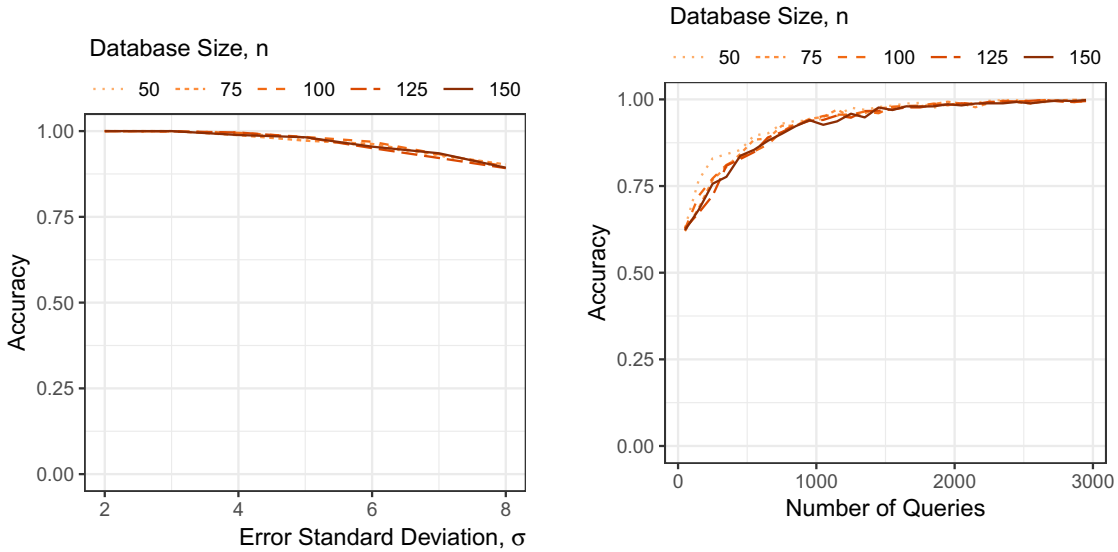 Database Size, n
50 75 100 125 150
1.00
0.75
0.50
0.25
0.00
Accuracy
2 4 6 8
Error Standard Deviation, σ
Database Size, n
50 75 100 125 150
1.00
0.75
0.50
0.25
0.00
Accuracy
0 1000 2000 3000
Number of Queries